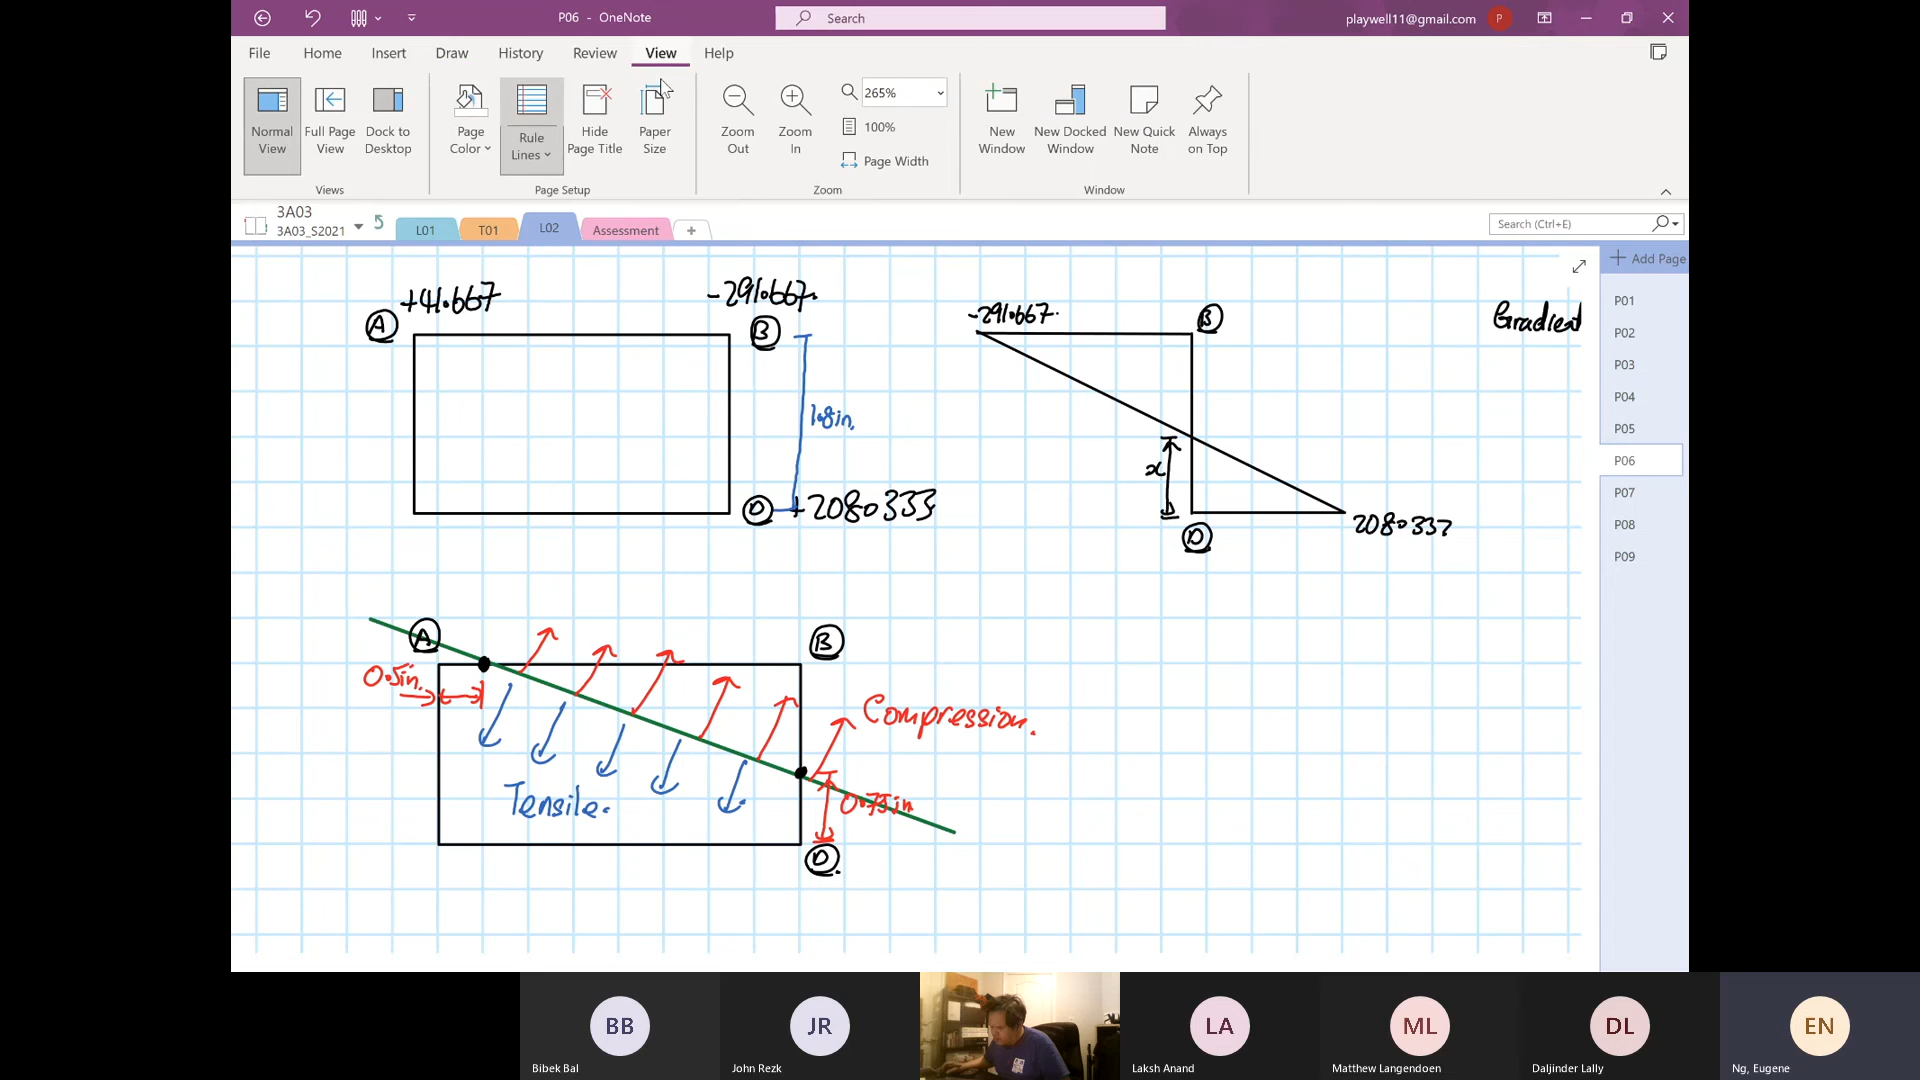 P06 - OneNote
Search
playwell11@gmail.com
P
File Home Insert Draw History Review View Help
Normal View
Full Page View
Dock to Desktop
Page Color
Rule Lines
Hide Page Title
Paper Size
Zoom Out
Zoom In
265%
100%
Page Width
New Window
New Docked Window
New Quick Note
Always on Top
Views
Page Setup
Zoom
Window
3A03
3A03_S2021
L01
T01
L02
Assessment
+
Search (Ctrl+E)
Add Page
P01
P02
P03
P04
P05
P06
P07
P08
P09
A
+41.667
-291.667.
B
1.8in.
D
+208.333
-291.667.
B
x
D
208.333
Gradient
A
B
0.5in.
Compression.
Tensile.
0.75in
D.
BB
JR
LA
ML
DL
EN
Bibek Bal
John Rezk
Laksh Anand
Matthew Langendoen
Daljinder Lally
Ng, Eugene